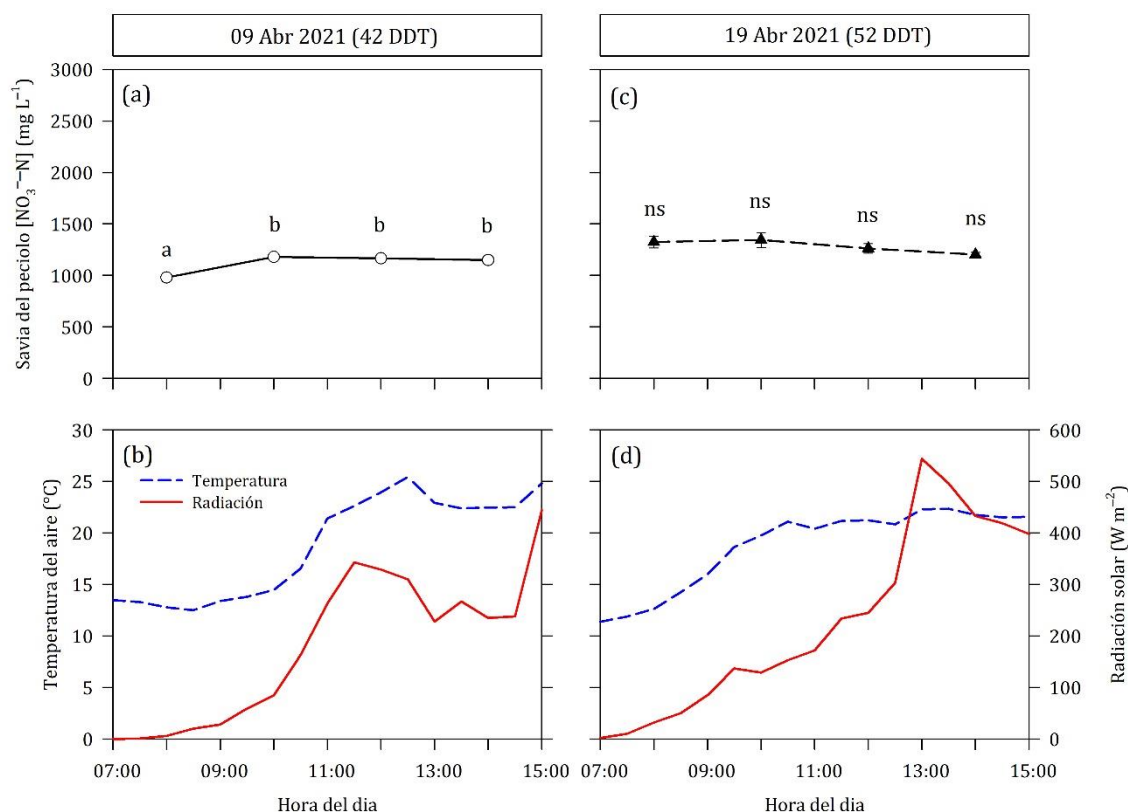 09 Abr 2021 (42 DDT)
19 Abr 2021 (52 DDT)
Savia del peciolo [NO₃⁻–N] (mg L⁻¹)
3000
2500
2000
1500
1000
500
0
(a)
a
b
b
b
(c)
ns
ns
ns
ns
Temperatura del aire (°C)
30
25
20
15
10
5
0
(b)
Temperatura
Radiación
07:00 09:00 11:00 13:00 15:00
Hora del dia
(d)
600
500
400
300
200
100
0
Radiación solar (W m⁻²)
07:00 09:00 11:00 13:00 15:00
Hora del dia